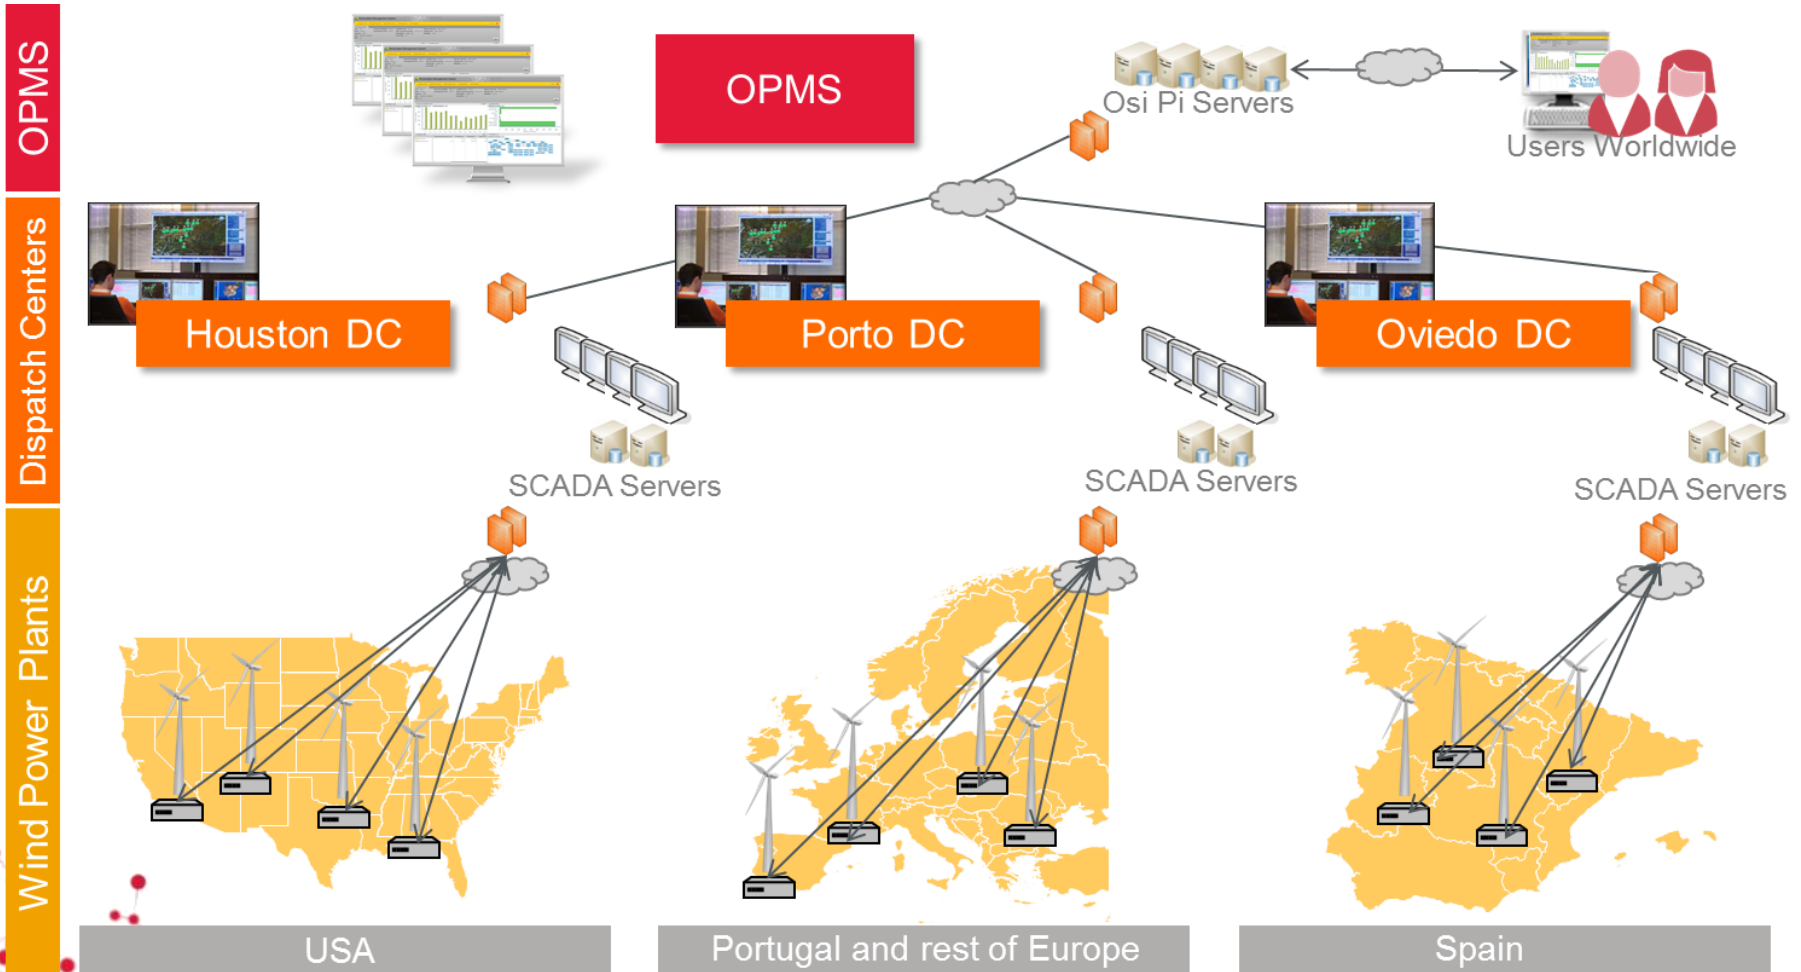 OPMS
OPMS
Osi Pi Servers
Users Worldwide
Dispatch Centers
Houston DC
Porto DC
Oviedo DC
SCADA Servers
SCADA Servers
SCADA Servers
Wind Power Plants
USA
Portugal and rest of Europe
Spain